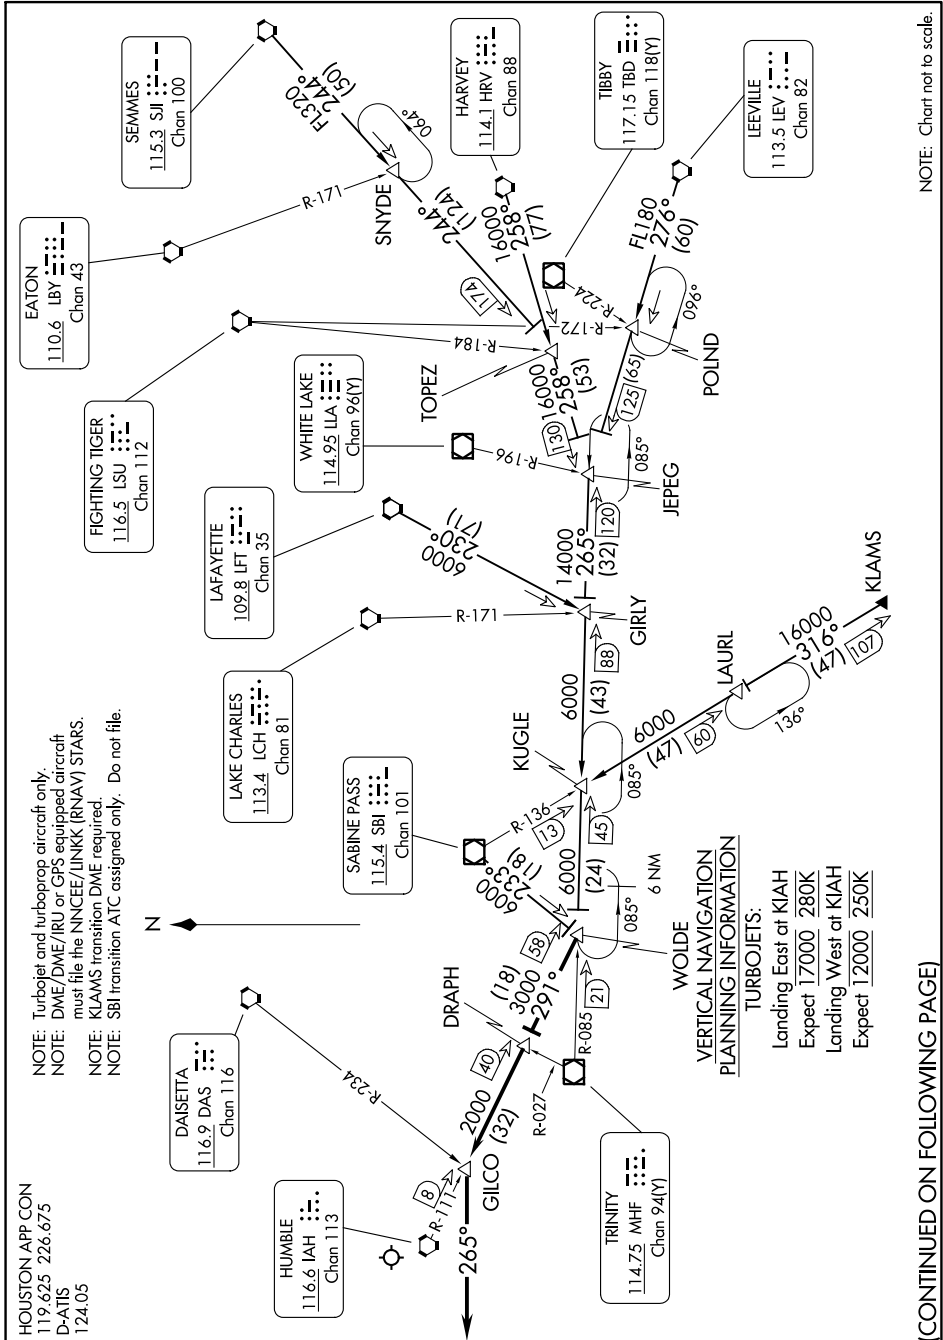 HOUSTON APP CON
119.625 226.675
D-ATIS
124.05
NOTE: Turbojet and turboprop aircraft only.
NOTE: DME/DME/IRU or GPS equipped aircraft
must file the NNCEE/LINKK (RNAV) STARS.
NOTE: KLAMS transition DME required.
NOTE: SBI transition ATC assigned only. Do not file.
N
HUMBLE
116.6 IAH
Chan 113
DAISETTA
116.9 DAS
Chan 116
SABINE PASS
115.4 SBI
Chan 101
LAKE CHARLES
113.4 LCH
Chan 81
LAFAYETTE
109.8 LFT
Chan 35
FIGHTING TIGER
116.5 LSU
Chan 112
WHITE LAKE
114.95 LLA
Chan 96(Y)
EATON
110.6 LBY
Chan 43
SEMMES
115.3 SJI
Chan 100
HARVEY
114.1 HRV
Chan 88
TIBBY
117.15 TBD
Chan 118(Y)
LEEVILLE
113.5 LEV
Chan 82
TRINITY
114.75 MHF
Chan 94(Y)
265°
R-111
8
GILCO
R-234
2000
(32)
40
DRAPH
R-027
R-085
21
(18)
3000
291°
WOLDE
58
6000
233°
(18)
085°
6 NM
6000
(24)
R-136
13
45
KUGLE
085°
6000
(47)
60
LAURL
136°
16000
316°
(47)
107
KLAMS
6000
(43)
88
R-171
GIRLY
6000
230°
(71)
14000
265°
(32)
120
JEPEG
085°
R-196
130
16000
258°
(53)
TOPEZ
R-184
R-172
125
(65)
POLND
096°
R-224
FL180
276°
(60)
16000
258°
(77)
174
244°
(124)
SNYDE
064°
R-171
FL320
244°
(50)
VERTICAL NAVIGATION
PLANNING INFORMATION
TURBOJETS:
Landing East at KIAH
Expect 17000 280K
Landing West at KIAH
Expect 12000 250K
NOTE: Chart not to scale.
(CONTINUED ON FOLLOWING PAGE)